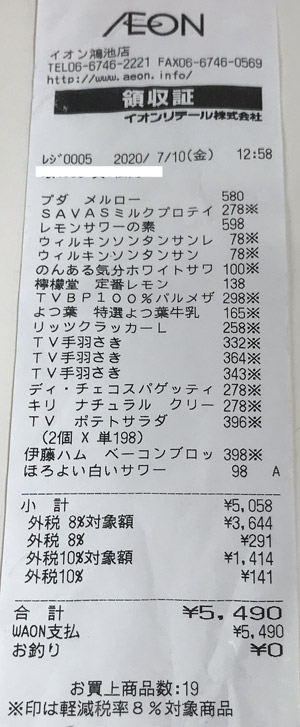 ÆON
イオン鴻池店
TEL06-6746-2221 FAX06-6746-0569
http://www.aeon.info/
領収証
イオンリテール株式会社
ﾚｼﾞ0005 2020/ 7/10(金) 12:58
プダ メルロー 580
SAVASミルクプロテイ 278※
レモンサワーの素 598
ウィルキンソンタンサンレ 78※
ウィルキンソンタンサン 78※
のんある気分ホワイトサワ 100※
檸檬堂 定番レモン 138
TVBP100%パルメザ 298※
よつ葉 特選よつ葉牛乳 165※
リッツクラッカーL 258※
TV手羽さき 332※
TV手羽さき 364※
TV手羽さき 343※
ディ・チェコスパゲッティ 278※
キリ ナチュラル クリー 278※
TV ポテトサラダ 396※
(2個 X 単198)
伊藤ハム ベーコンブロッ 398※
ほろよい白いサワー 98 A
小 計 ¥5,058
外税 8%対象額 ¥3,644
外税 8% ¥291
外税10%対象額 ¥1,414
外税10% ¥141
合 計 ¥5,490
WAON支払 ¥5,490
お釣り ¥0
お買上商品数:19
※印は軽減税率8%対象商品